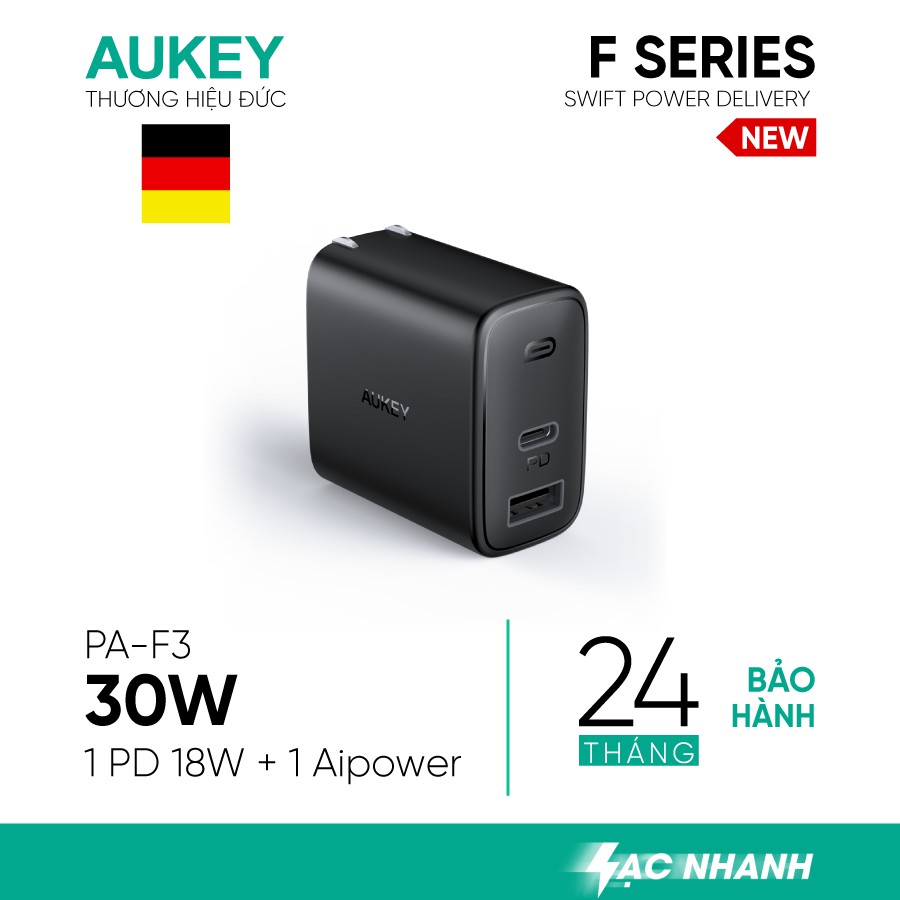 AUKEY
THƯƠNG HIỆU ĐỨC
F SERIES
SWIFT POWER DELIVERY
NEW
AUKEY
PD
PA-F3
30W
1 PD 18W + 1 Aipower
24
THÁNG
BẢO
HÀNH
SẠC NHANH